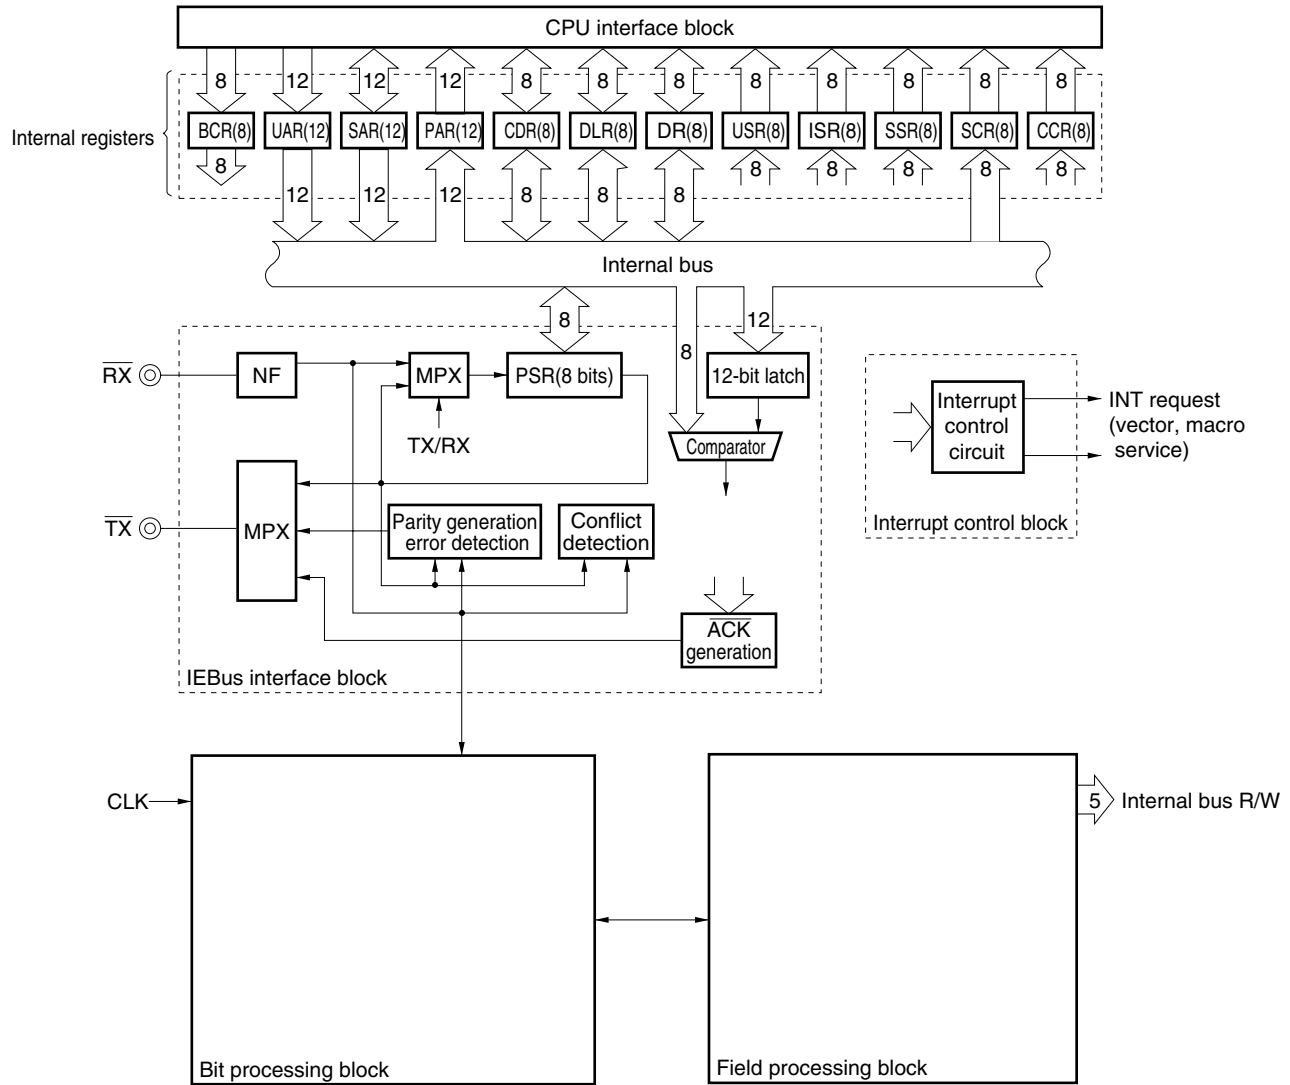 CPU interface block
8 12 12 12 8 8 8 8 8 8 8 8
Internal registers
BCR(8) UAR(12) SAR(12) PAR(12) CDR(8) DLR(8) DR(8) USR(8) ISR(8) SSR(8) SCR(8) CCR(8)
8 8 8 8 8 8
12 12 12 8 8 8
Internal bus
8 12
8
RX NF MPX PSR(8 bits) 12-bit latch
TX/RX
Comparator
Interrupt
control
circuit
INT request
(vector, macro
service)
Interrupt control block
TX MPX
Parity generation
error detection
Conflict
detection
ACK
generation
IEBus interface block
CLK
5 Internal bus R/W
Bit processing block
Field processing block